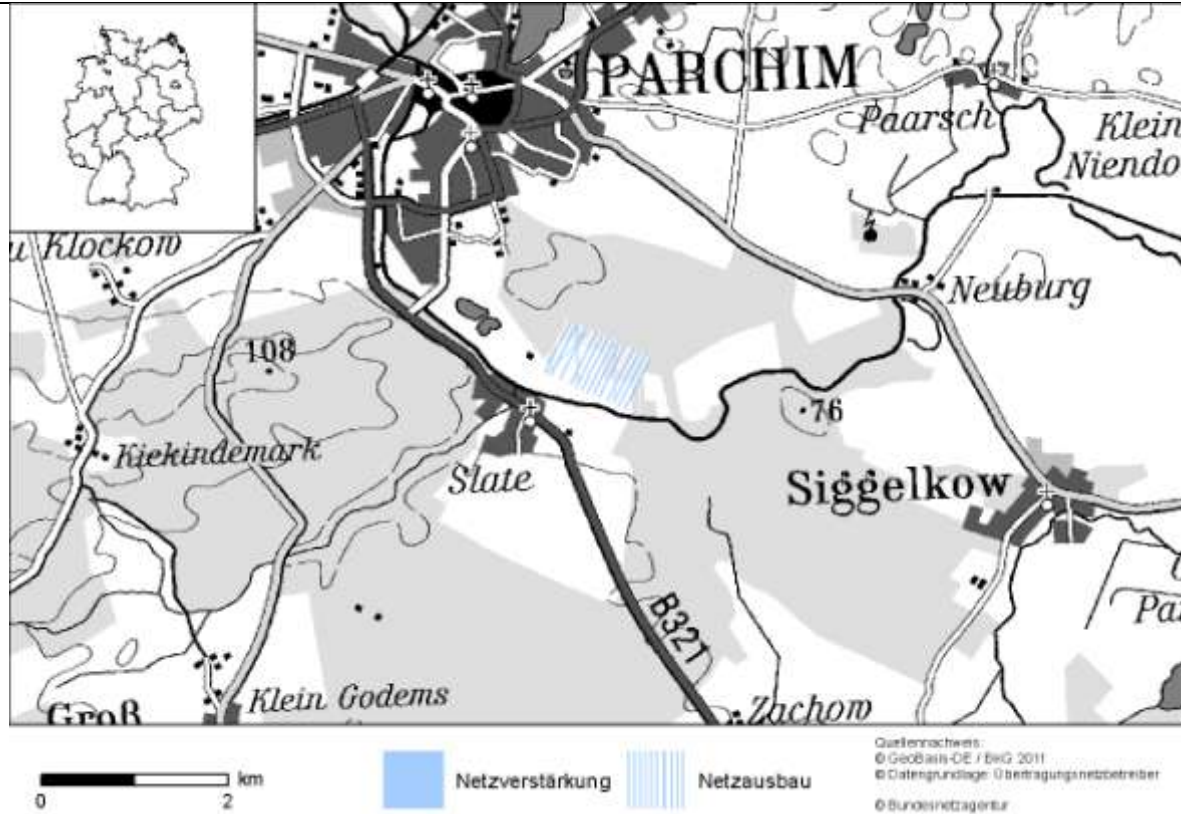 PARCHIM
Paarsch
Klein
Niendo
Klockow
Neuburg
108
76
Kiekindemark
Slate
Siggelkow
B321
Klein Godems
Zachow
Groß
km
0
2
Netzverstärkung
Netzausbau
Quellennachweis:
© GeoBasis-DE / BKG 2011
© Datengrundlage: Übertragungsnetzbetreiber
© Bundesnetzagentur